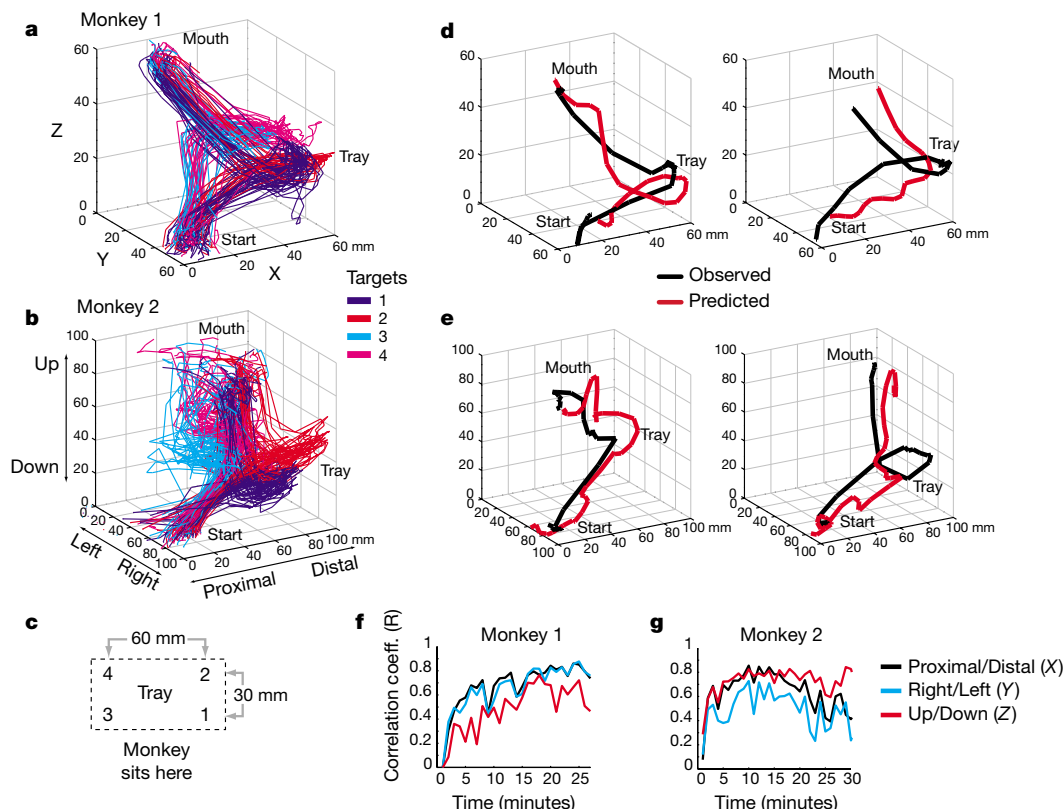 a
Monkey 1
60
Mouth
40
Z
20
0
0
20
40
60
Y
Start
Tray
0
20
40
60 mm
X
Targets
1
2
3
4
b
Monkey 2
100
Mouth
80
Up
60
40
Down
20
0
0
20
40
60
80
100
Left
Right
Start
Tray
0
20
40
60
80
100 mm
Proximal
Distal
c
60 mm
4 2
Tray
30 mm
3 1
Monkey
sits here
d
60
Mouth
40
20
Tray
0
Start
20
40
60
0
20
40
60 mm
60
Mouth
40
20
Tray
0
Start
20
40
60
0
20
40
60 mm
Observed
Predicted
e
100
Mouth
80
60
Tray
40
20
0
Start
20
40
60
80
100
0
20
40
60
80
100 mm
100
Mouth
80
60
40
20
Tray
0
Start
20
40
60
80
100
0
20
40
60
80
100 mm
f
Monkey 1
Correlation coeff. (R)
1
0.8
0.6
0.4
0.2
0
5 10 15 20 25
Time (minutes)
g
Monkey 2
1
0.8
0.6
0.4
0.2
0
0 5 10 15 20 25 30
Time (minutes)
Proximal/Distal (X)
Right/Left (Y)
Up/Down (Z)